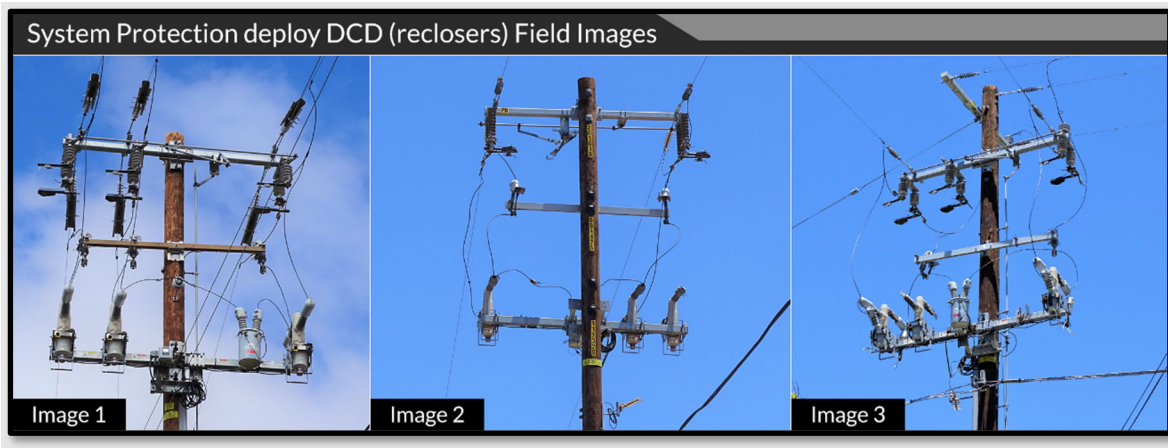 System Protection deploy DCD (reclosers) Field Images
Image 1
Image 2
Image 3